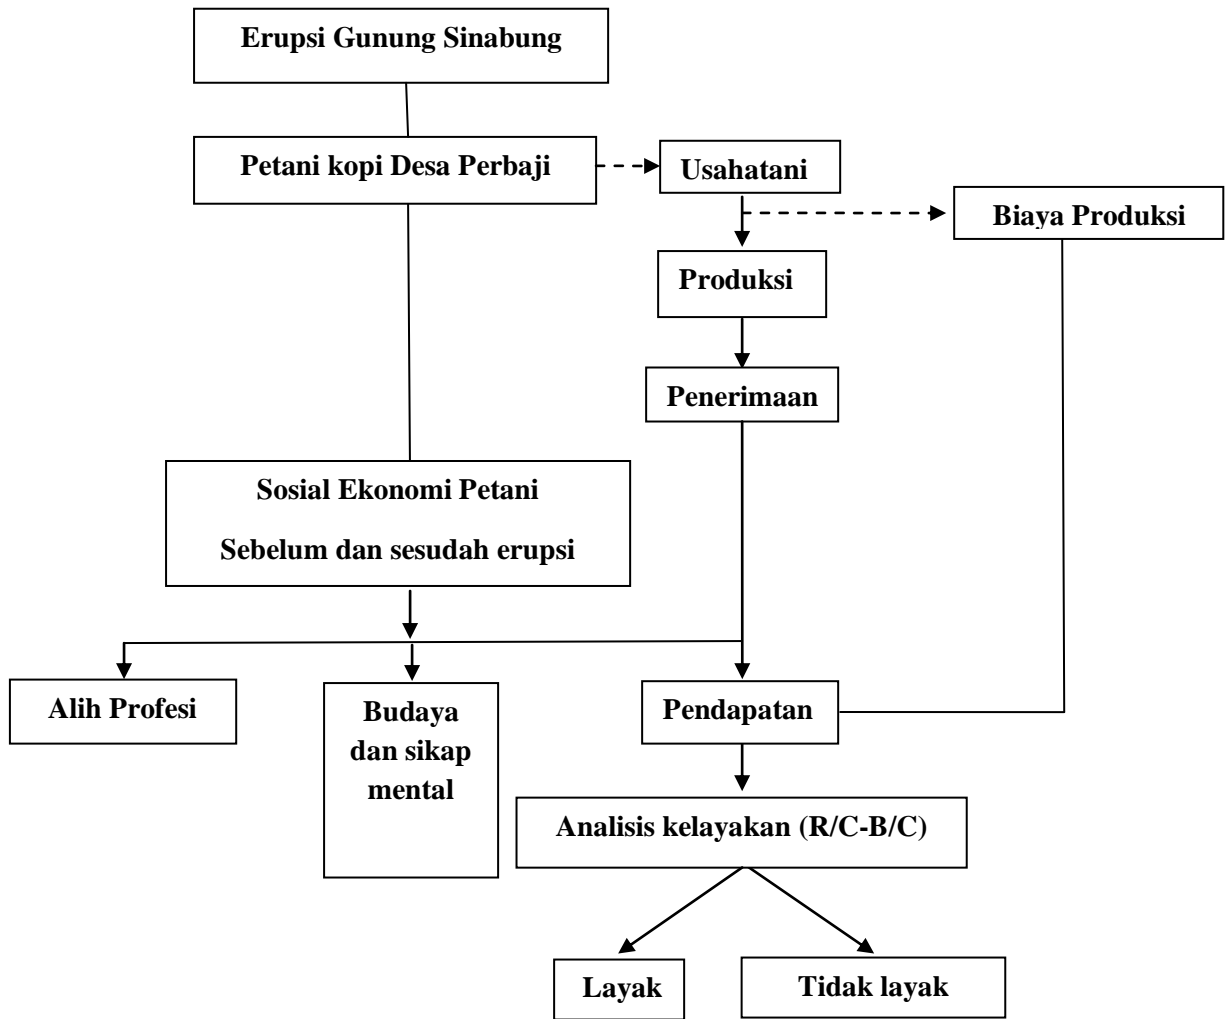 Erupsi Gunung Sinabung
Petani kopi Desa Perbaji
Usahatani
Biaya Produksi
Produksi
Penerimaan
Sosial Ekonomi Petani
Sebelum dan sesudah erupsi
Alih Profesi
Budaya
dan sikap
mental
Pendapatan
Analisis kelayakan (R/C-B/C)
Layak
Tidak layak